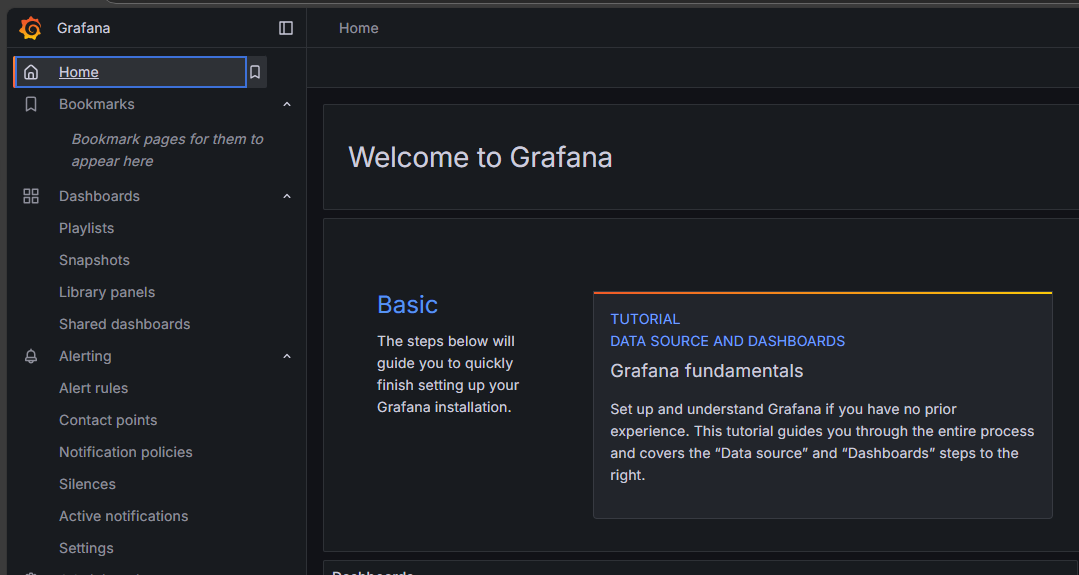 Grafana
Home
Home
Bookmarks
Bookmark pages for them to
appear here
Dashboards
Playlists
Snapshots
Library panels
Shared dashboards
Alerting
Alert rules
Contact points
Notification policies
Silences
Active notifications
Settings
Welcome to Grafana
Basic
The steps below will
guide you to quickly
finish setting up your
Grafana installation.
TUTORIAL
DATA SOURCE AND DASHBOARDS
Grafana fundamentals
Set up and understand Grafana if you have no prior
experience. This tutorial guides you through the entire process
and covers the “Data source” and “Dashboards” steps to the
right.
Dashboards